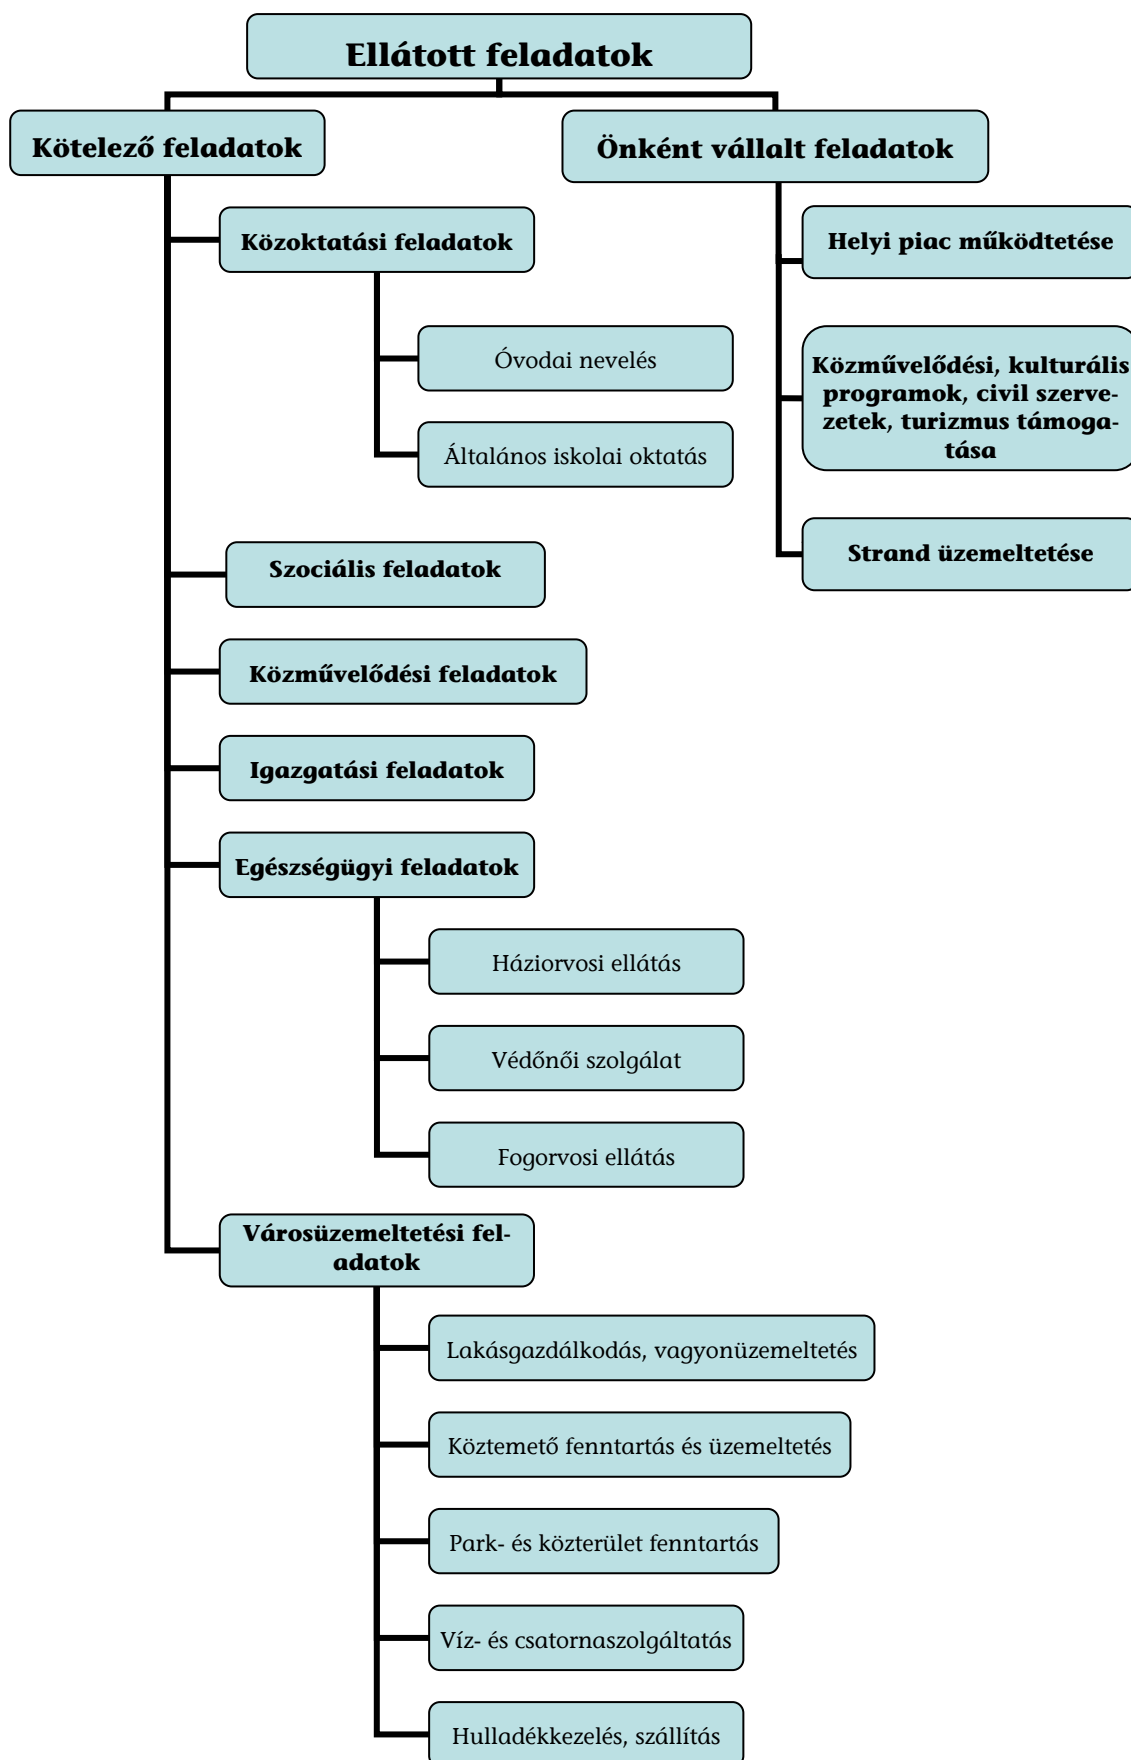 Ellátott feladatok
Kötelező feladatok
Önként vállalt feladatok
Közoktatási feladatok
Helyi piac működtetése
Óvodai nevelés
Közművelődési, kulturális
programok, civil szerve-
zetek, turizmus támoga-
tása
Általános iskolai oktatás
Strand üzemeltetése
Szociális feladatok
Közművelődési feladatok
Igazgatási feladatok
Egészségügyi feladatok
Háziorvosi ellátás
Védőnői szolgálat
Fogorvosi ellátás
Városüzemeltetési fel-
adatok
Lakásgazdálkodás, vagyonüzemeltetés
Köztemető fenntartás és üzemeltetés
Park- és közterület fenntartás
Víz- és csatornaszolgáltatás
Hulladékkezelés, szállítás